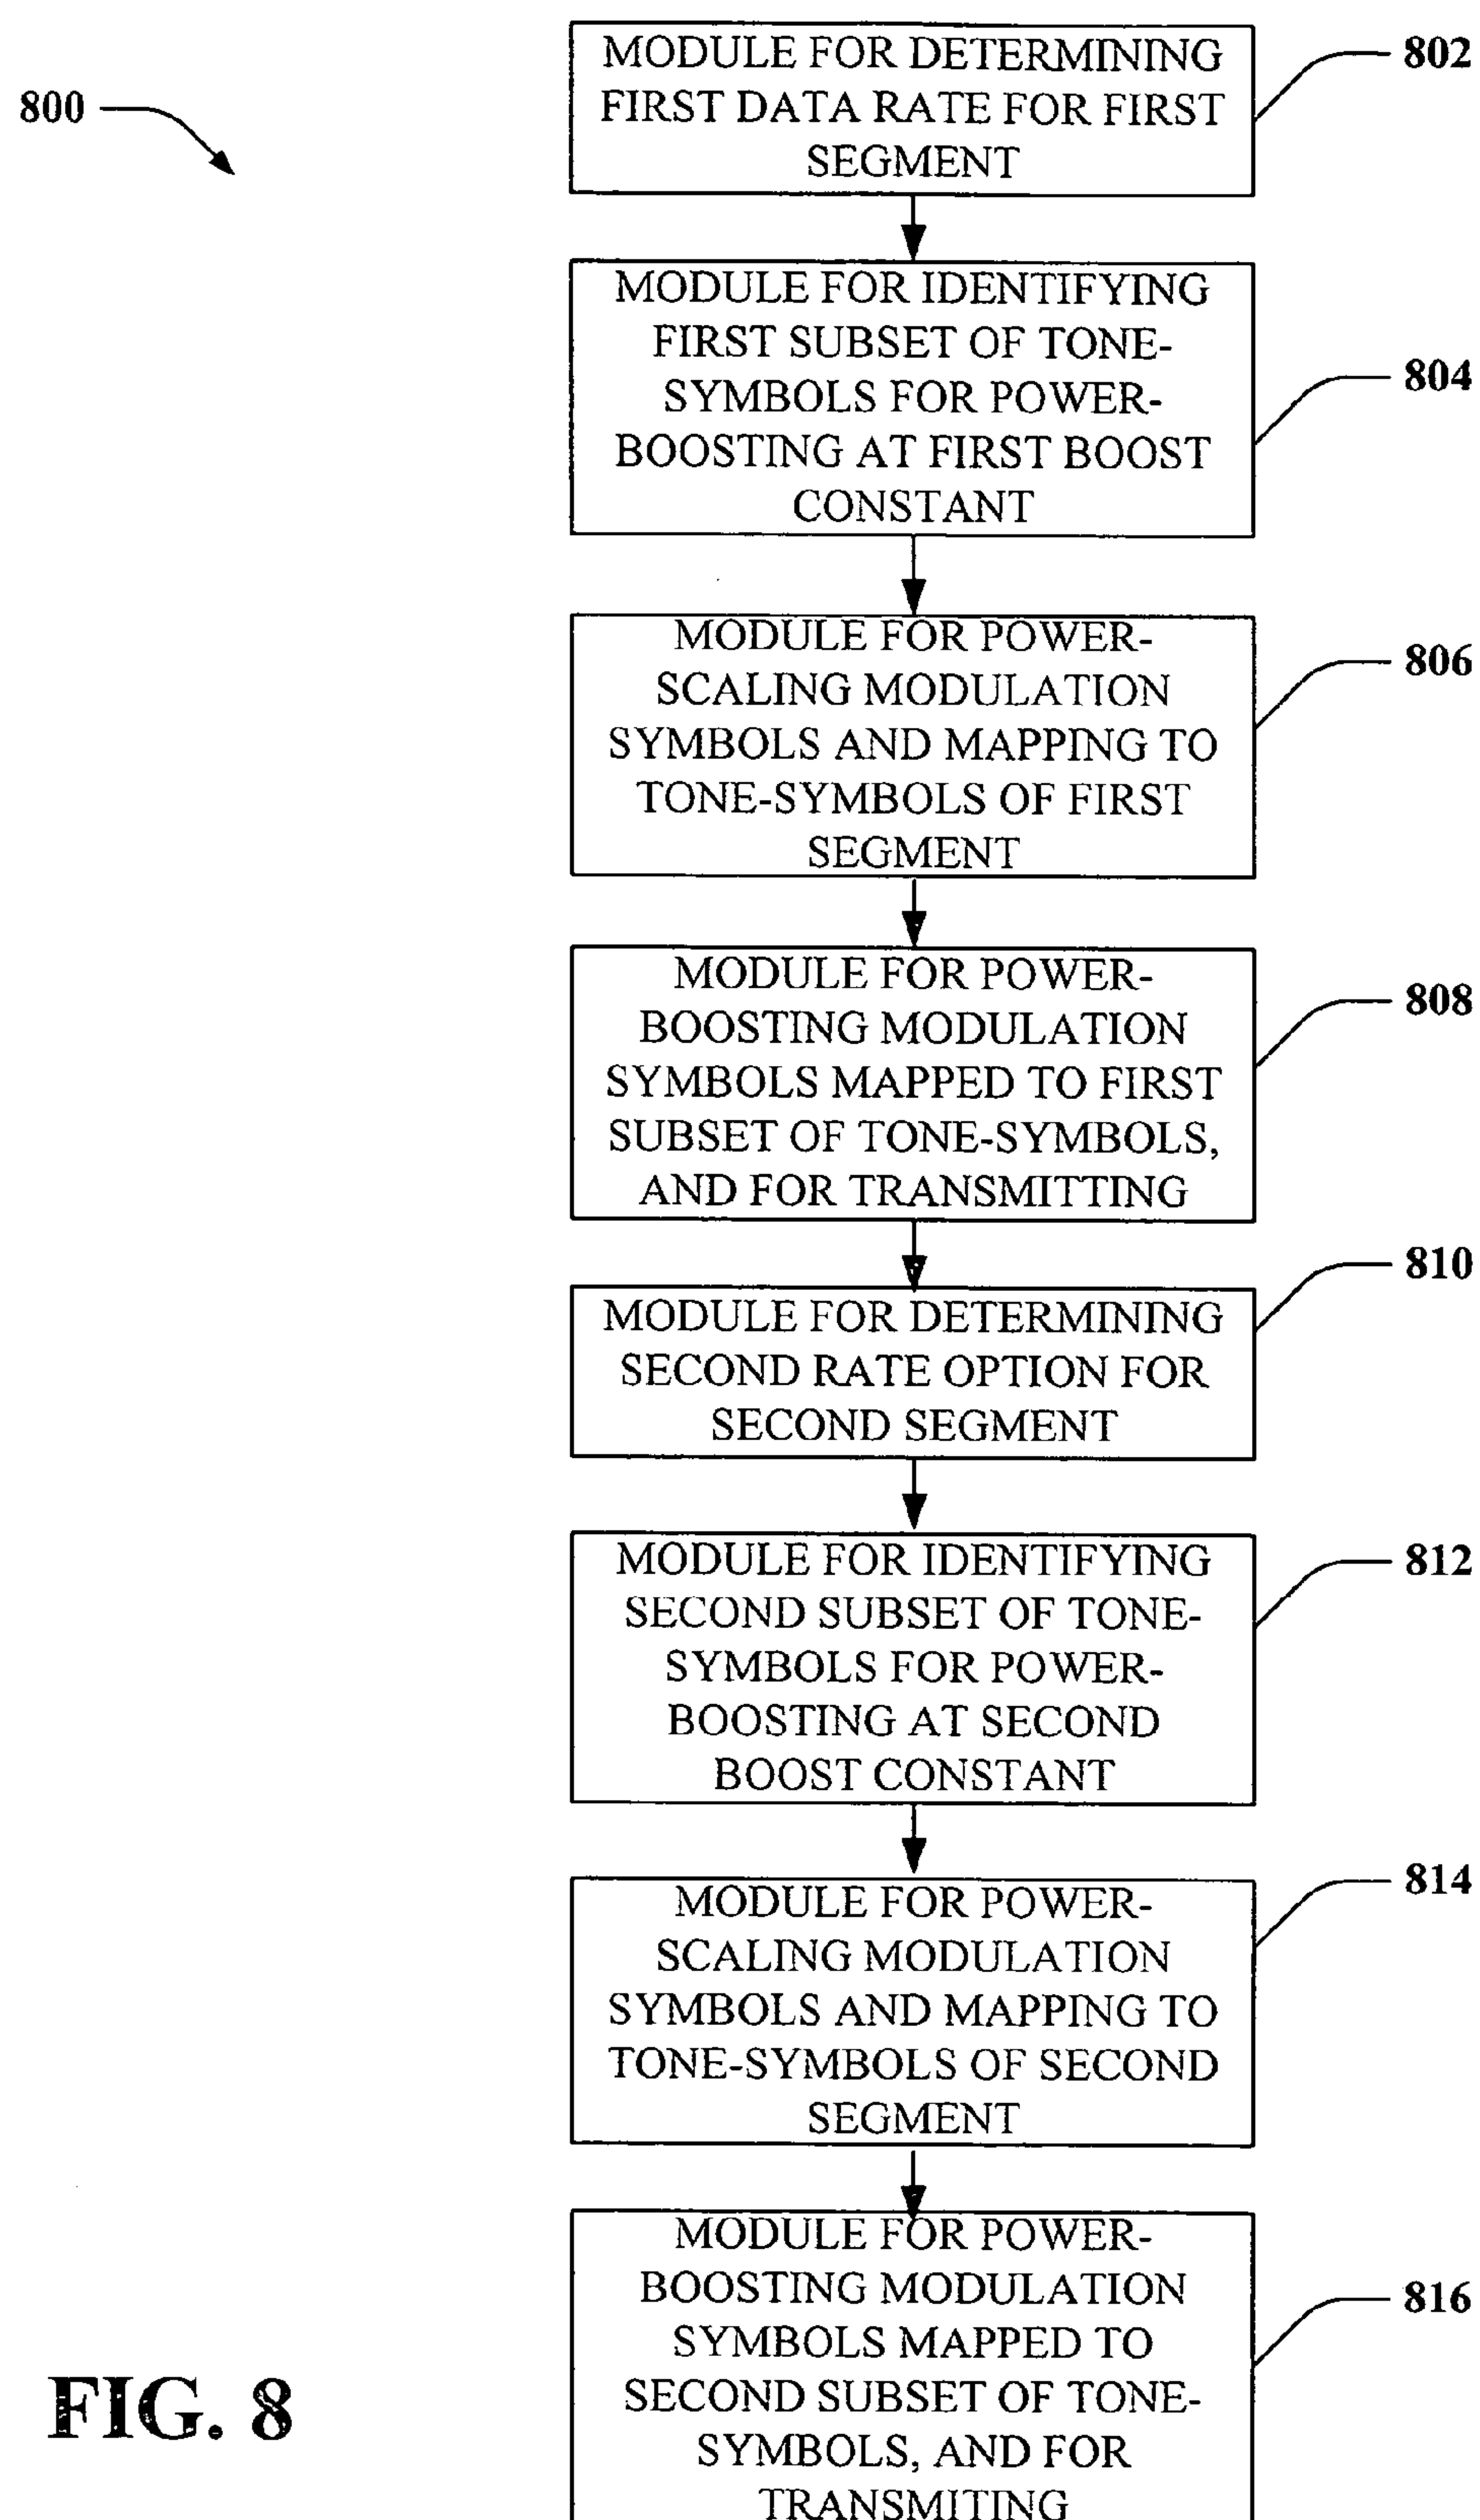 800
MODULE FOR DETERMINING
FIRST DATA RATE FOR FIRST
SEGMENT
802
MODULE FOR IDENTIFYING
FIRST SUBSET OF TONE-
SYMBOLS FOR POWER-
BOOSTING AT FIRST BOOST
CONSTANT
804
MODULE FOR POWER-
SCALING MODULATION
SYMBOLS AND MAPPING TO
TONE-SYMBOLS OF FIRST
SEGMENT
806
MODULE FOR POWER-
BOOSTING MODULATION
SYMBOLS MAPPED TO FIRST
SUBSET OF TONE-SYMBOLS,
AND FOR TRANSMITTING
808
MODULE FOR DETERMINING
SECOND RATE OPTION FOR
SECOND SEGMENT
810
MODULE FOR IDENTIFYING
SECOND SUBSET OF TONE-
SYMBOLS FOR POWER-
BOOSTING AT SECOND
BOOST CONSTANT
812
MODULE FOR POWER-
SCALING MODULATION
SYMBOLS AND MAPPING TO
TONE-SYMBOLS OF SECOND
SEGMENT
814
MODULE FOR POWER-
BOOSTING MODULATION
SYMBOLS MAPPED TO
SECOND SUBSET OF TONE-
SYMBOLS, AND FOR
TRANSMITING
816
FIG. 8